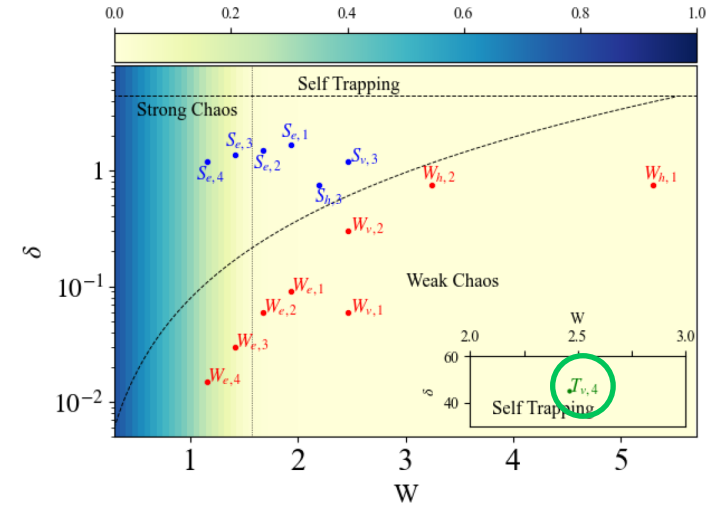 0.0 0.2 0.4 0.6 0.8 1.0
Self Trapping
Strong Chaos
S_{e,1}
S_{e,3}
S_{e,2}
S_{v,3}
S_{e,4}
S_{h,3}
1
W_{h,2}
W_{h,1}
W_{v,2}
δ
Weak Chaos
10^{-1}
W_{e,1}
W_{e,2}
W_{v,1}
W_{e,3}
W_{e,4}
10^{-2}
W
2.0 2.5 3.0
60
δ
40
T_{v,4}
Self Trapping
1 2 3 4 5
W